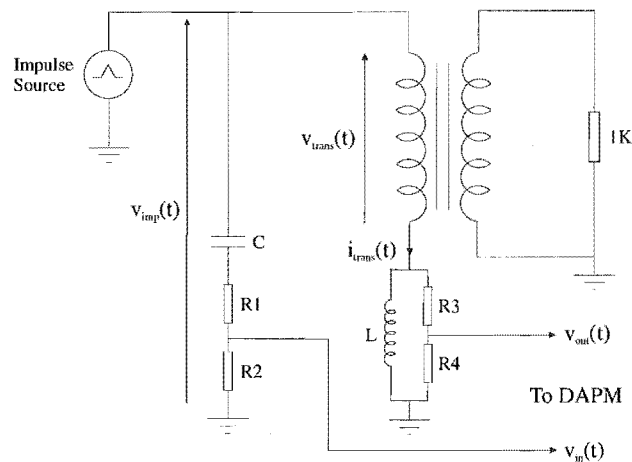 Impulse
Source
v_trans(t)
1K
v_imp(t)
C
i_trans(t)
R1
R3
L
v_out(t)
R2
R4
To DAPM
v_in(t)